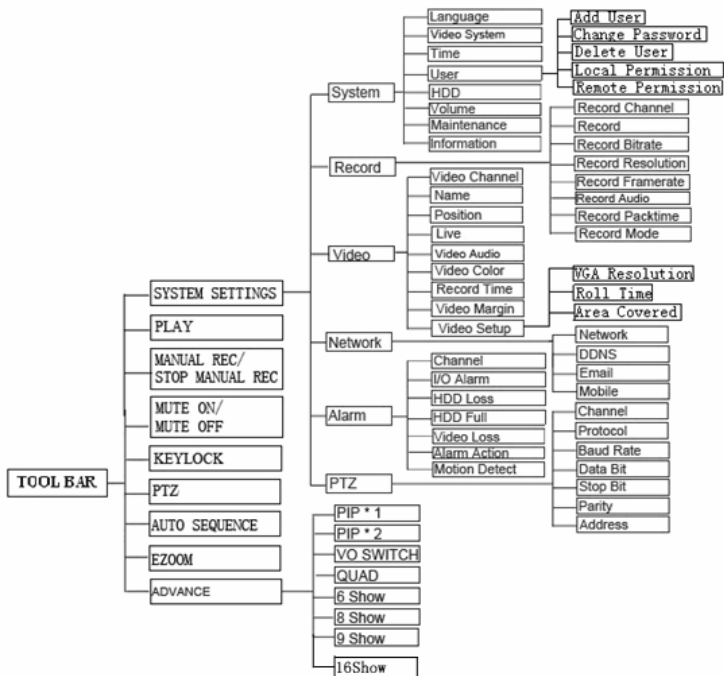 TOOL BAR
SYSTEM SETTINGS
PLAY
MANUAL REC/
STOP MANUAL REC
MUTE ON/
MUTE OFF
KEYLOCK
PTZ
AUTO SEQUENCE
EZOOM
ADVANCE
System
Record
Video
Network
Alarm
PTZ
Language
Video System
Time
User
HDD
Volume
Maintenance
Information
Add User
Change Password
Delete User
Local Permission
Remote Permission
Record Channel
Record
Record Bitrate
Record Resolution
Record Framerate
Record Audio
Record Packtime
Record Mode
Video Channel
Name
Position
Live
Video Audio
Video Color
Record Time
Video Margin
Video Setup
VGA Resolution
Roll Time
Area Covered
Network
DDNS
Email
Mobile
Channel
I/O Alarm
HDD Loss
HDD Full
Video Loss
Alarm Action
Motion Detect
Channel
Protocol
Baud Rate
Data Bit
Stop Bit
Parity
Address
PIP * 1
PIP * 2
VO SWITCH
QUAD
6 Show
8 Show
9 Show
16Show